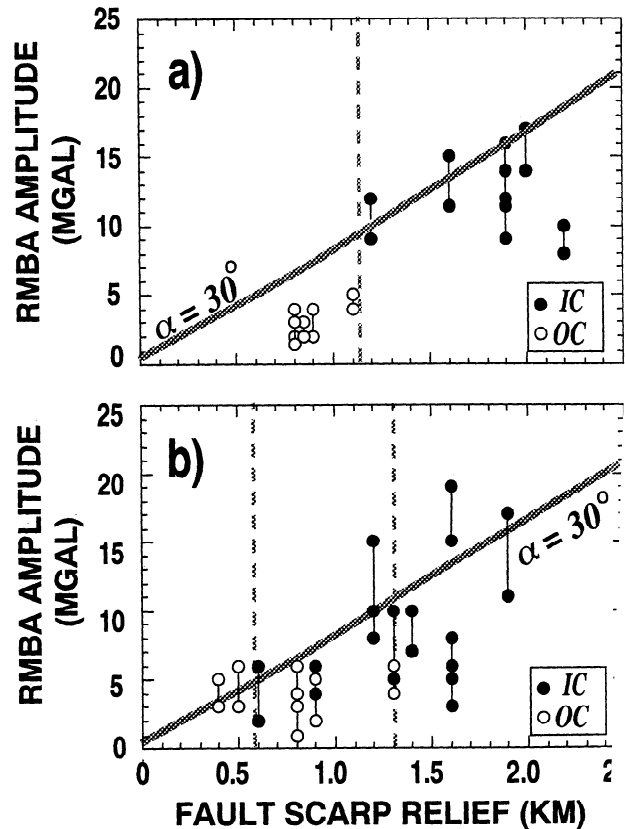 25
20
15
10
5
0
RMBA AMPLITUDE
(MGAL)
a)
α = 30°
IC
OC
25
20
15
10
5
0
RMBA AMPLITUDE
(MGAL)
b)
α = 30°
IC
OC
0 0.5 1.0 1.5 2.0 2
FAULT SCARP RELIEF (KM)